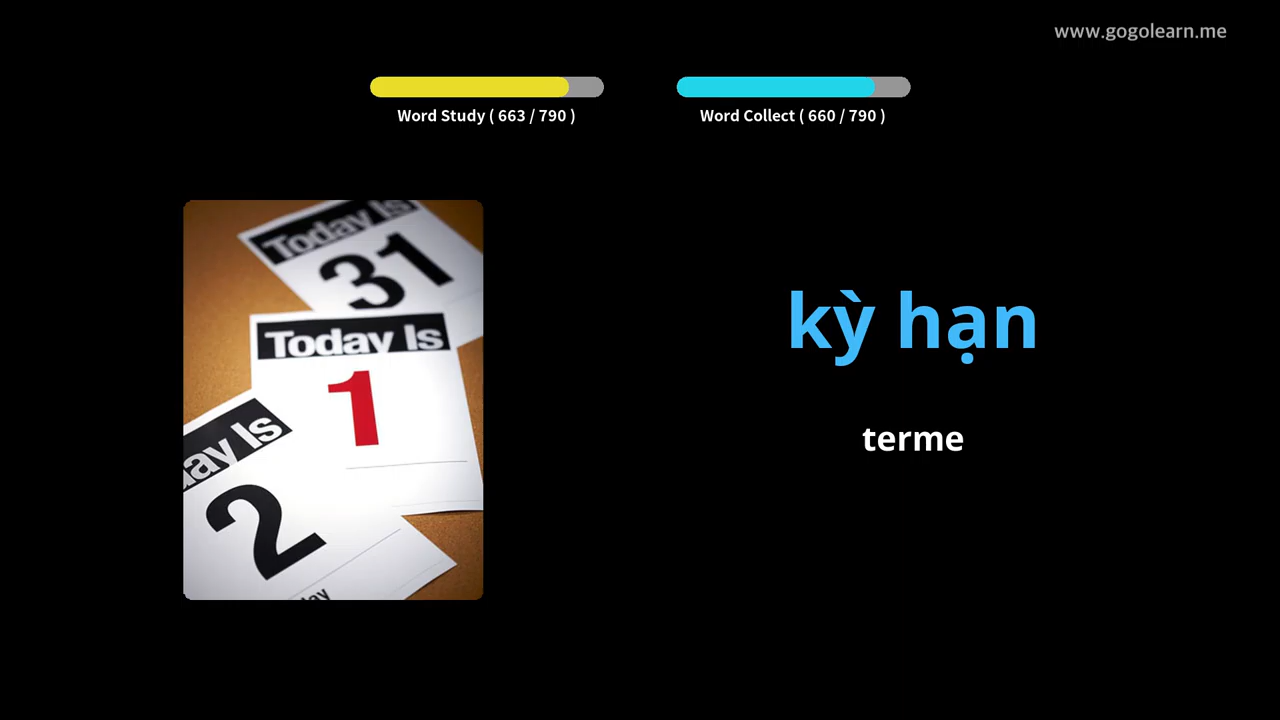 www.gogolearn.me
Word Study ( 663 / 790 )
Word Collect ( 660 / 790 )
Today Is
31
Today Is
1
day Is
2
kỳ hạn
terme